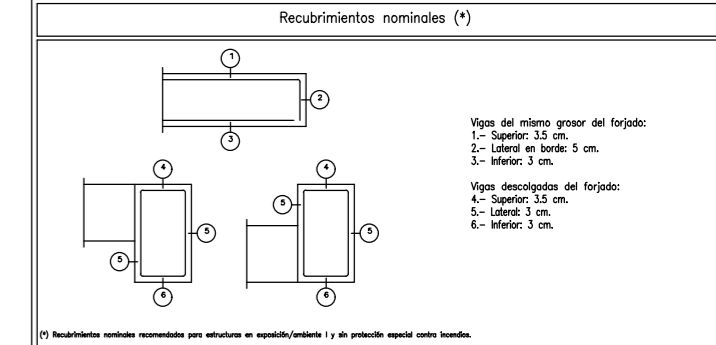 Recubrimientos nominales (*)
1
2
3
4
4
5
5
5
5
6
6
Vigas del mismo grosor del forjado:
1.- Superior: 3.5 cm.
2.- Lateral en borde: 5 cm.
3.- Inferior: 3 cm.
Vigas descolgadas del forjado:
4.- Superior: 3.5 cm.
5.- Lateral: 3 cm.
6.- Inferior: 3 cm.
(*) Recubrimientos nominales recomendados para estructuras en exposición/ambiente I y sin protección especial contra incendios.